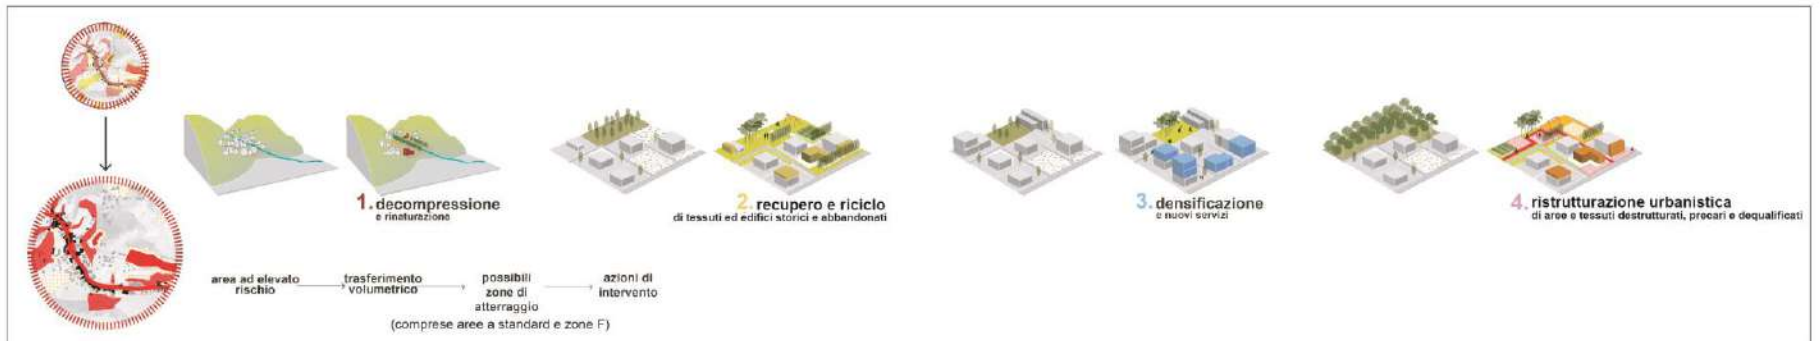 1. decompressione
e rinaturazione
2. recupero e riciclo
di tessuti ed edifici storici e abbandonati
3. densificazione
e nuovi servizi
4. ristrutturazione urbanistica
di aree e tessuti destrutturati, precari e dequalificati
area ad elevato
rischio
trasferimento
volumetrico
possibili
zone di
atterraggio
azioni di
intervento
(comprese aree a standard e zone F)